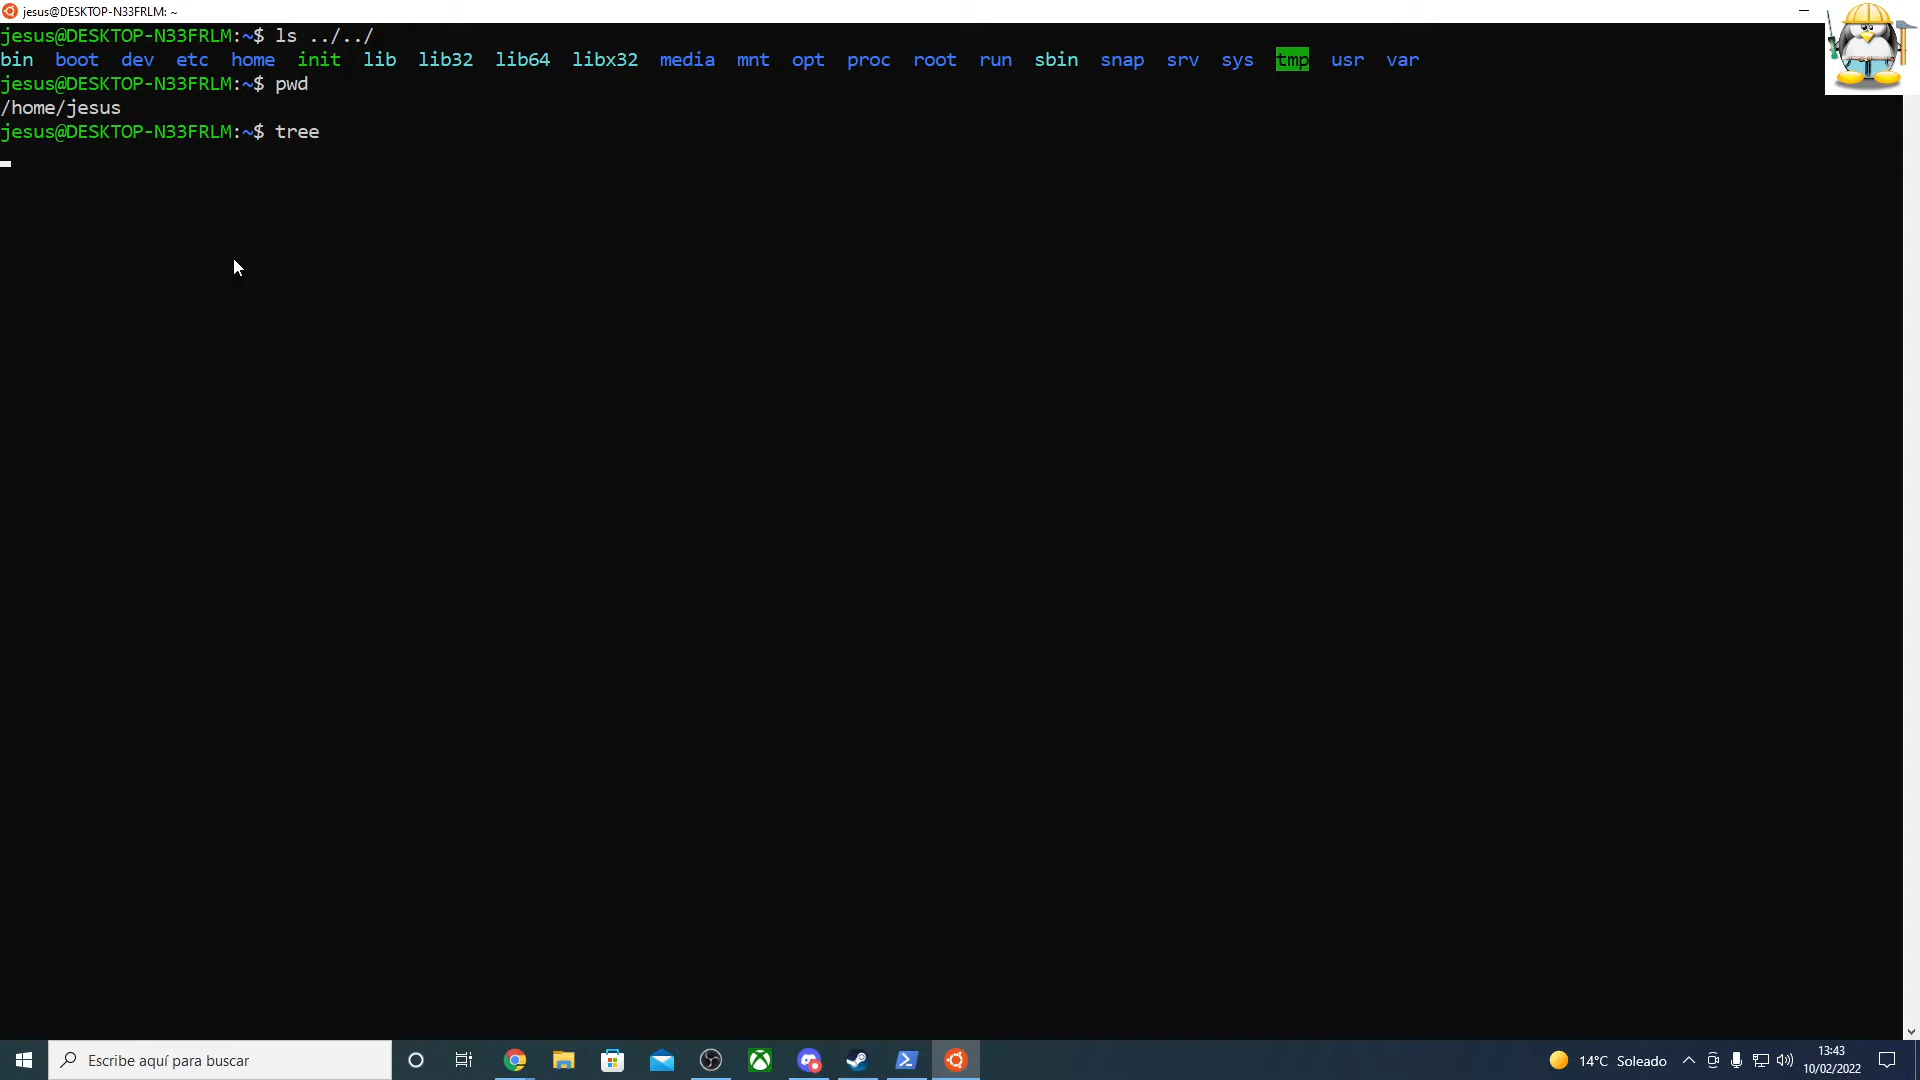 jesus@DESKTOP-N33FRLM: ~
jesus@DESKTOP-N33FRLM:~$ ls ../../
bin boot dev etc home init lib lib32 lib64 libx32 media mnt opt proc root run sbin snap srv sys tmp usr var
jesus@DESKTOP-N33FRLM:~$ pwd
/home/jesus
jesus@DESKTOP-N33FRLM:~$ tree
Escribe aquí para buscar
14°C Soleado
13:43
10/02/2022